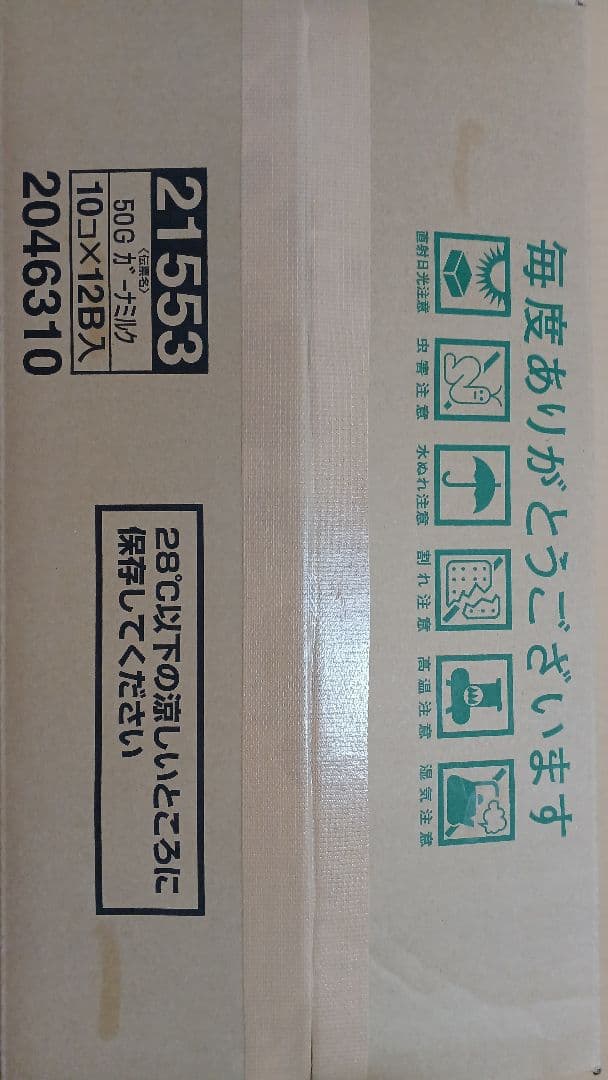 毎度ありがとうございます
直射日光注意
虫害注意
水ぬれ注意
割れ注意
高温注意
湿気注意
21553
〈伝票名〉
50G ガーナミルク
10コ×12B入
2046310
28℃以下の涼しいところに
保存してください